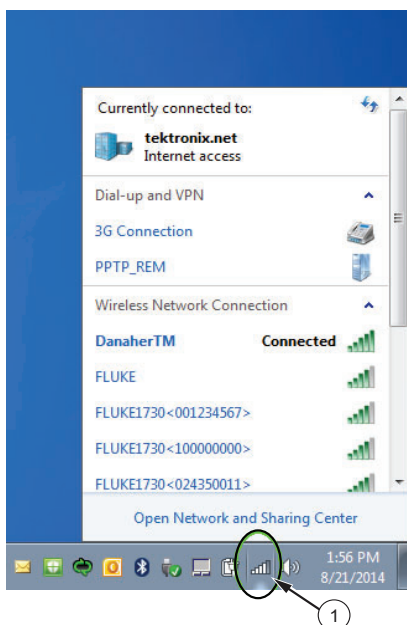 Currently connected to:
tektronix.net
Internet access
Dial-up and VPN
3G Connection
PPTP_REM
Wireless Network Connection
DanaherTM Connected
FLUKE
FLUKE1730<001234567>
FLUKE1730<100000000>
FLUKE1730<024350011>
Open Network and Sharing Center
1:56 PM
8/21/2014
1